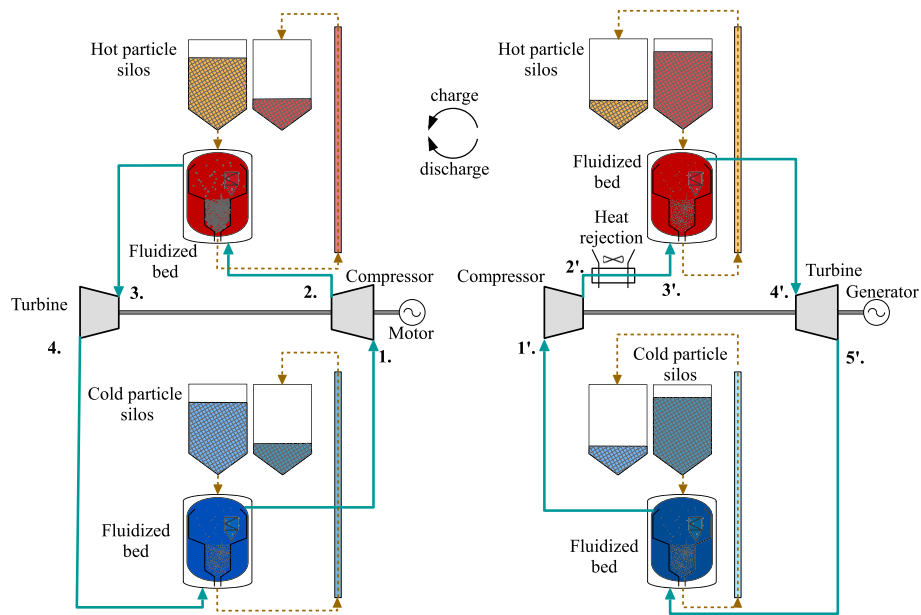 Hot particle
silos
charge
discharge
Fluidized
bed
Turbine
3.
4.
2.
Compressor
Motor
1.
Cold particle
silos
Fluidized
bed
Hot particle
silos
Fluidized
bed
Heat
rejection
Compressor
2'.
3'.
1'.
Turbine
4'.
Generator
5'.
Cold particle
silos
Fluidized
bed